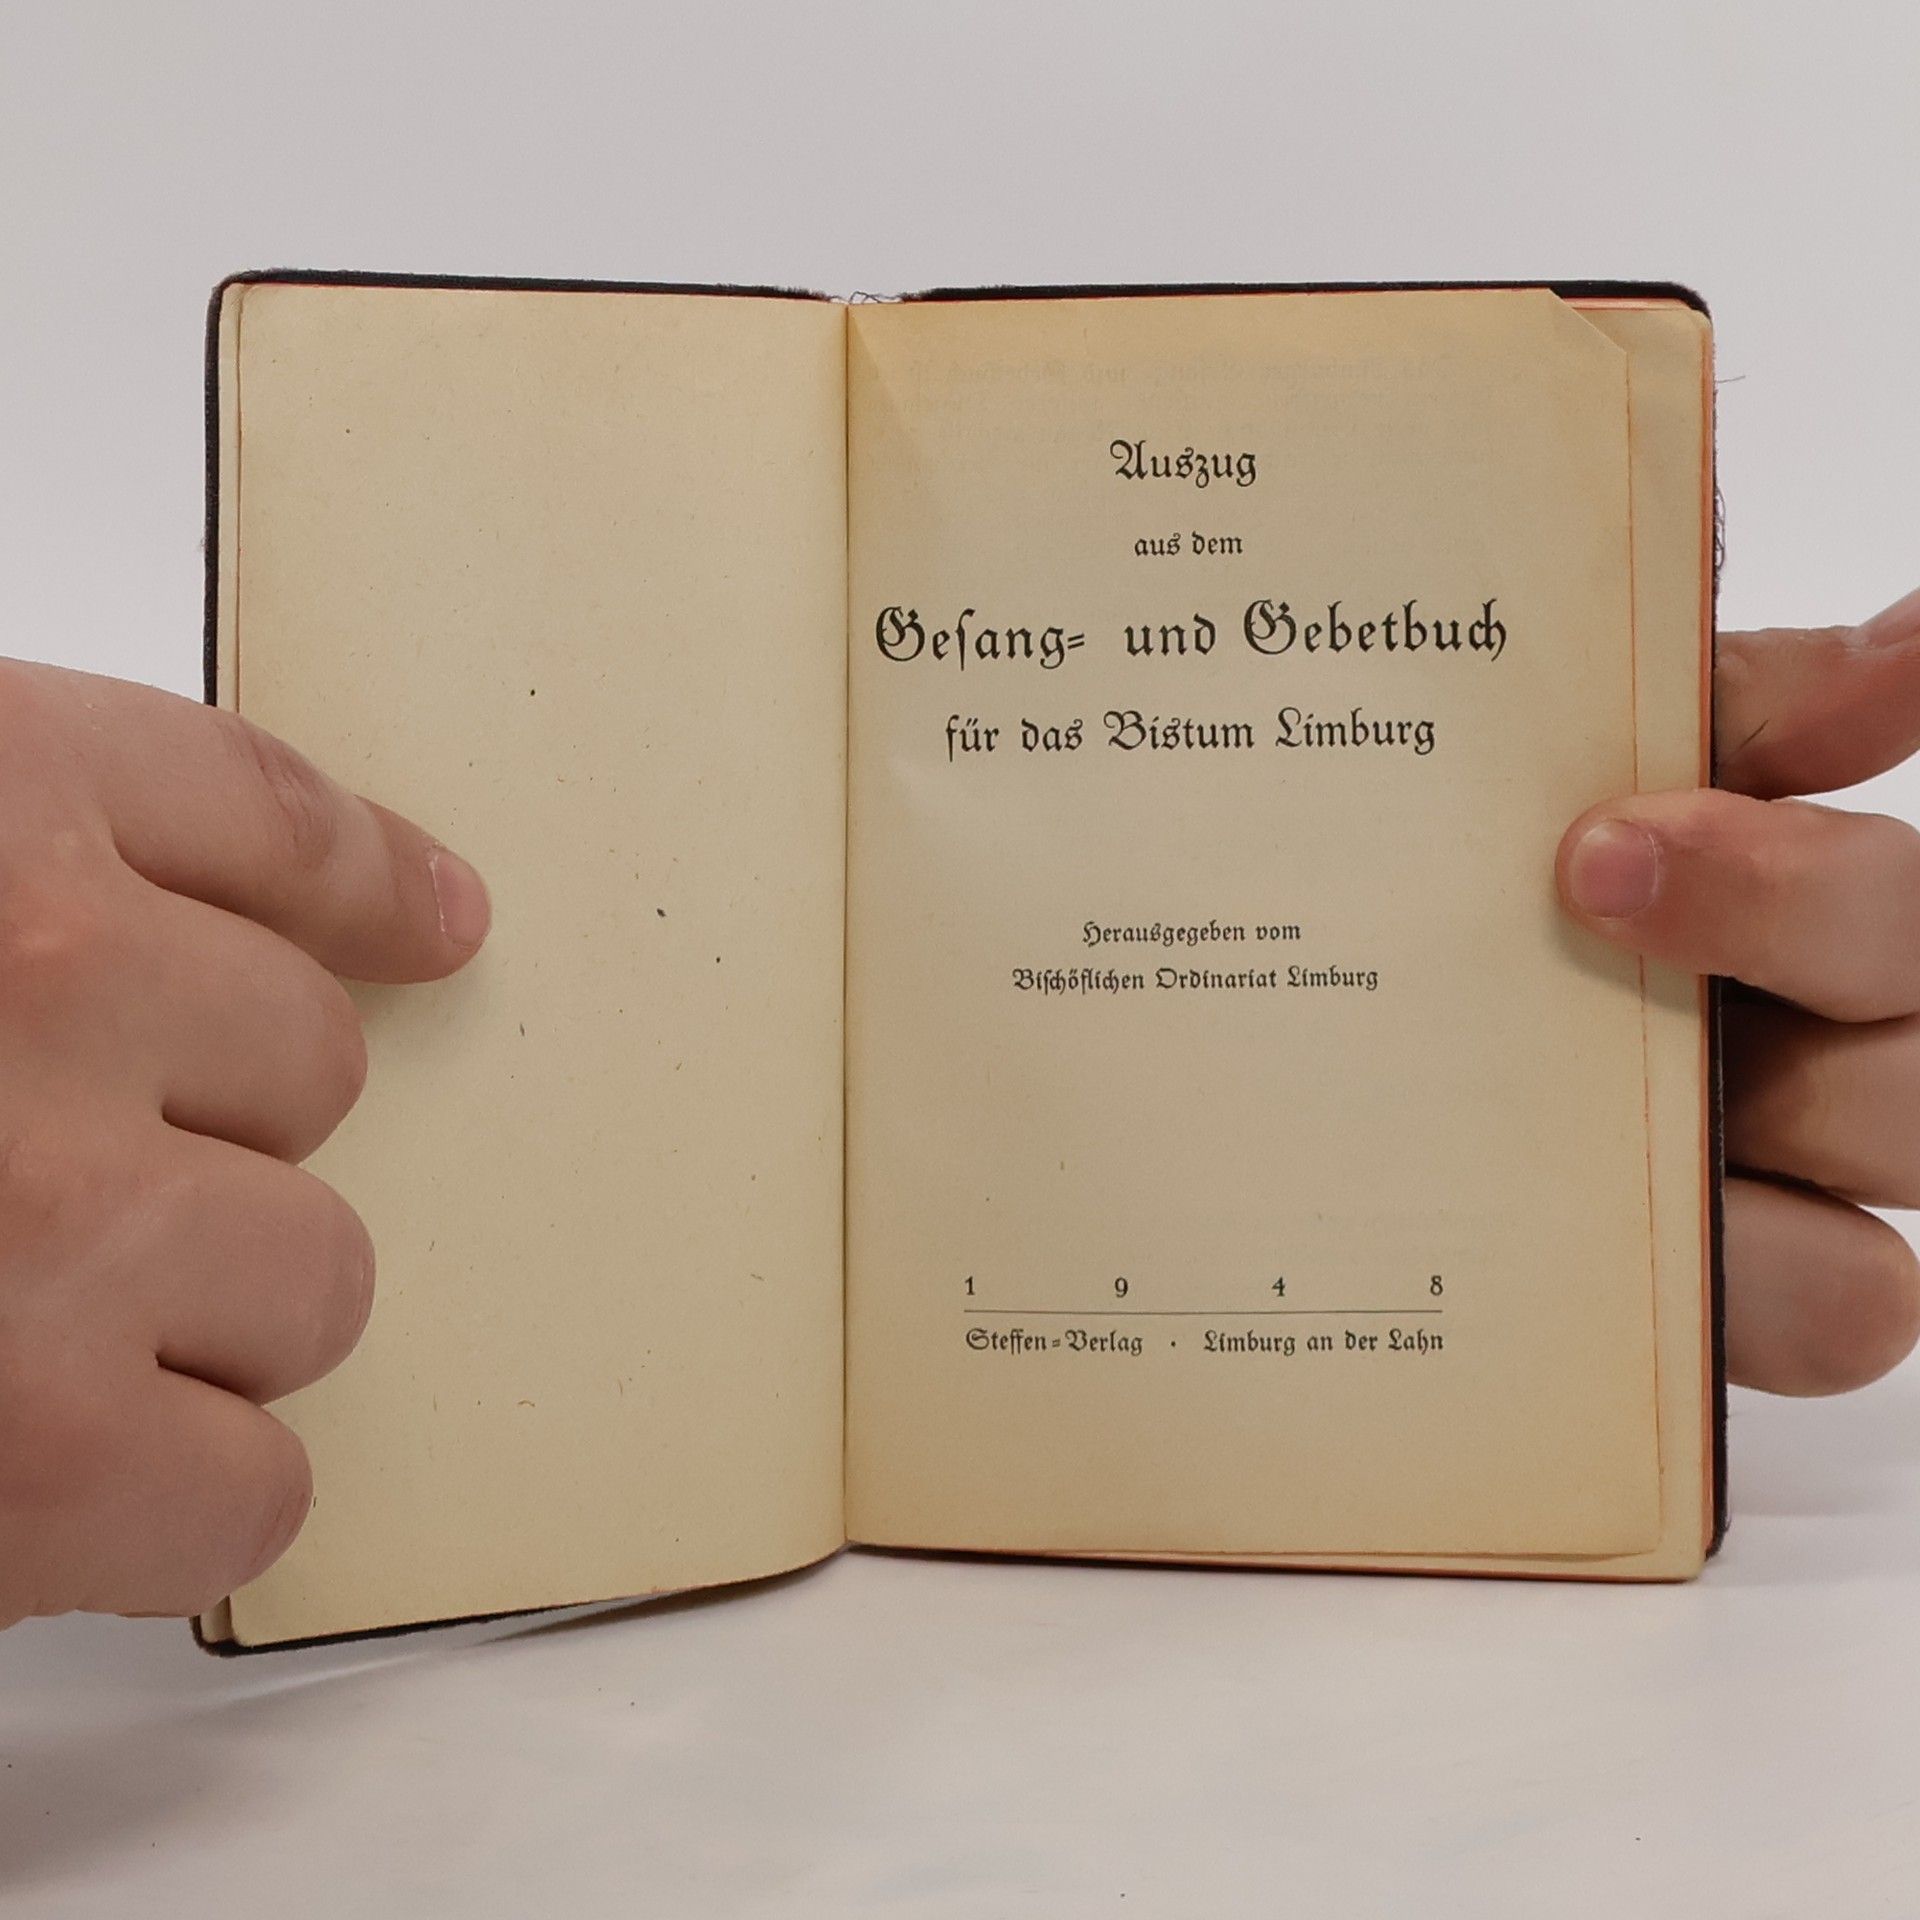 Auszug
aus dem
Gesang- und Gebetbuch
für das Bistum Limburg
Herausgegeben vom
Bischöflichen Ordinariat Limburg
1 9 4 8
Steffen-Verlag · Limburg an der Lahn